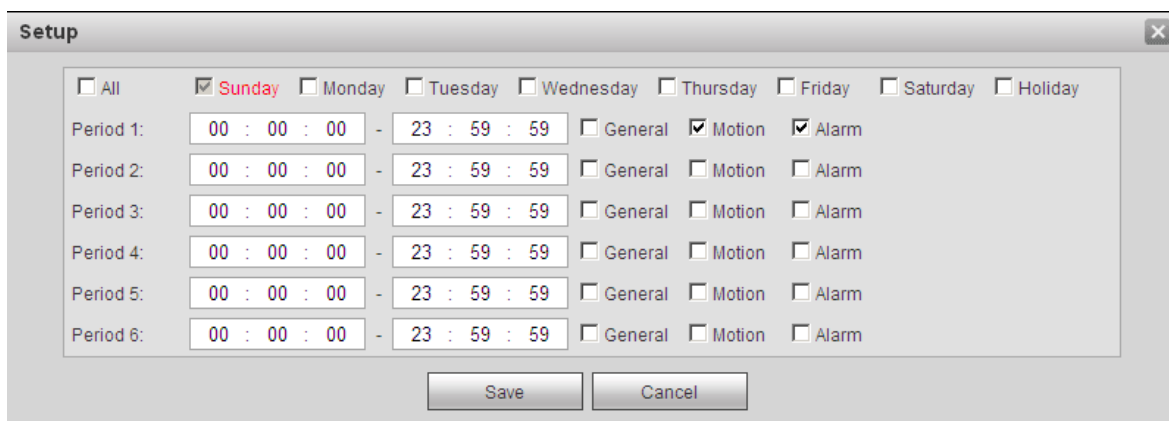 Setup
All Sunday Monday Tuesday Wednesday Thursday Friday Saturday Holiday
Period 1: 00 : 00 : 00 - 23 : 59 : 59 General Motion Alarm
Period 2: 00 : 00 : 00 - 23 : 59 : 59 General Motion Alarm
Period 3: 00 : 00 : 00 - 23 : 59 : 59 General Motion Alarm
Period 4: 00 : 00 : 00 - 23 : 59 : 59 General Motion Alarm
Period 5: 00 : 00 : 00 - 23 : 59 : 59 General Motion Alarm
Period 6: 00 : 00 : 00 - 23 : 59 : 59 General Motion Alarm
Save Cancel